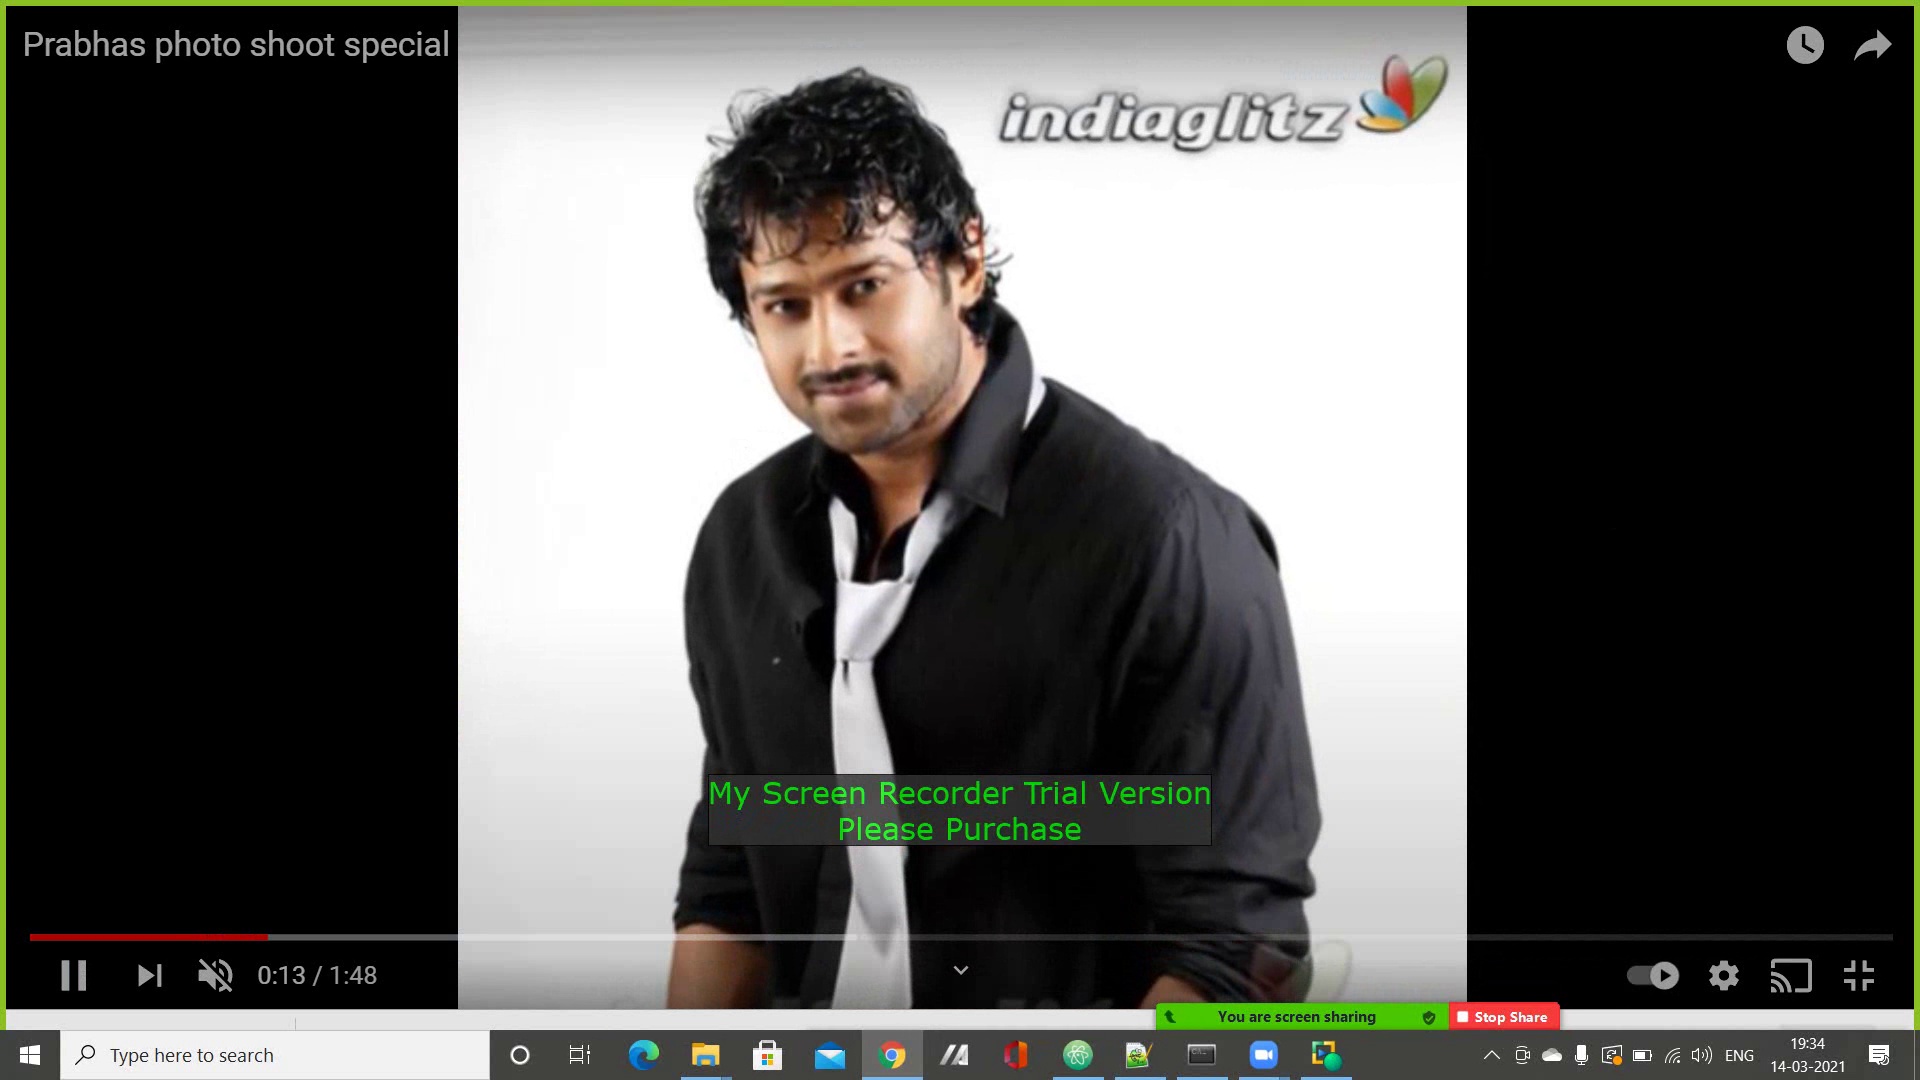 Prabhas photo shoot special
indiaglitz
My Screen Recorder Trial Version
Please Purchase
0:13 / 1:48
You are screen sharing
Stop Share
Type here to search
ENG
19:34
14-03-2021